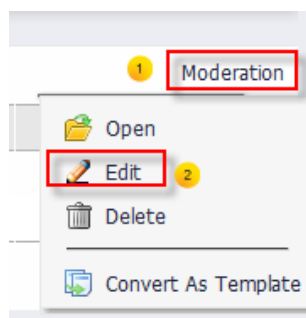 1 Moderation
Open
Edit 2
Delete
Convert As Template